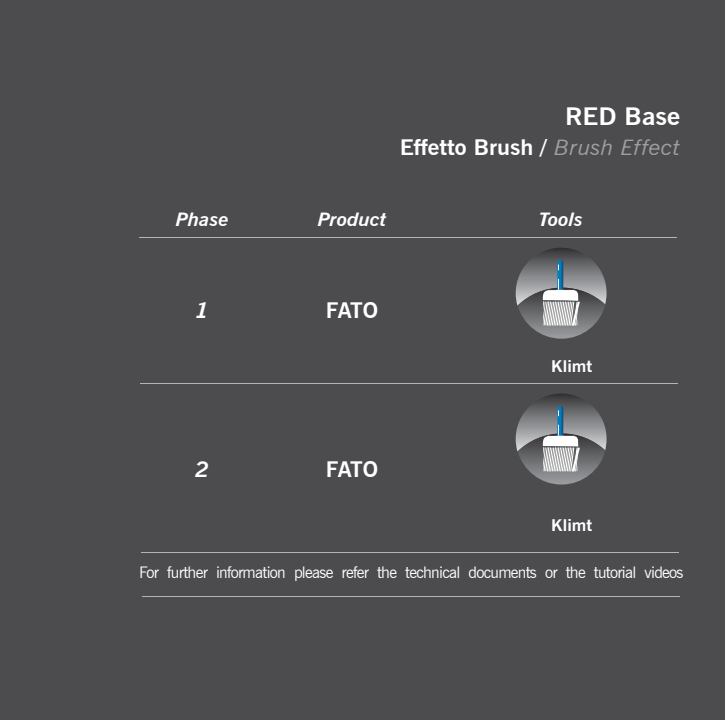 RED Base
Effetto Brush / Brush Effect
Phase Product Tools
1 FATO
Klimt
2 FATO
Klimt
For further information please refer the technical documents or the tutorial videos